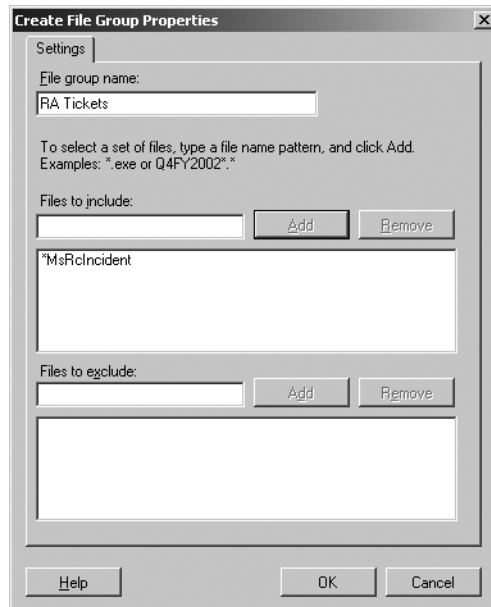 Create File Group Properties
Settings
File group name:
RA Tickets
To select a set of files, type a file name pattern, and click Add.
Examples: *.exe or Q4FY2002*.*
Files to include:
Add
Remove
*MsRcIncident
Files to exclude:
Add
Remove
Help
OK
Cancel